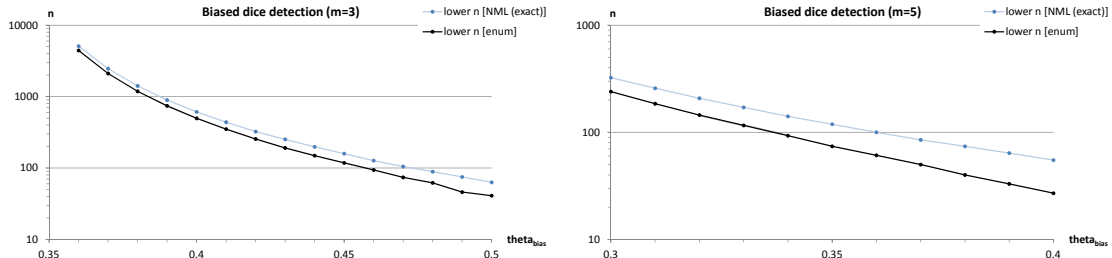 n
Biased dice detection (m=3)
lower n [NML (exact)]
lower n [enum]
10000
1000
100
10
0.35
0.4
0.45
0.5
theta_bias
n
Biased dice detection (m=5)
lower n [NML (exact)]
lower n [enum]
1000
100
10
0.3
0.35
0.4
theta_bias